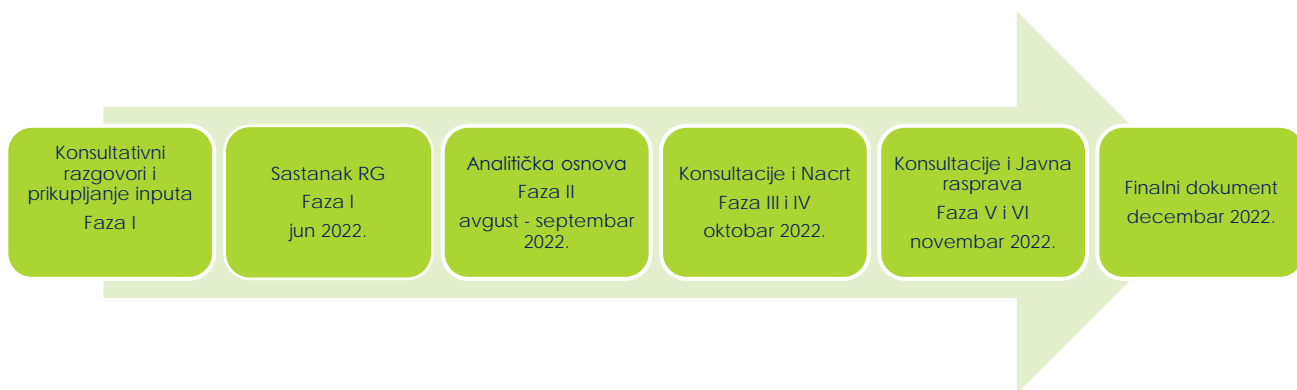 Konsultativni
razgovori i
prikupljanje inputa
Faza I
Sastanak RG
Faza I
jun 2022.
Analitička osnova
Faza II
avgust - septembar
2022.
Konsultacije i Nacrt
Faza III i IV
oktobar 2022.
Konsultacije i Javna
rasprava
Faza V i VI
novembar 2022.
Finalni dokument
decembar 2022.